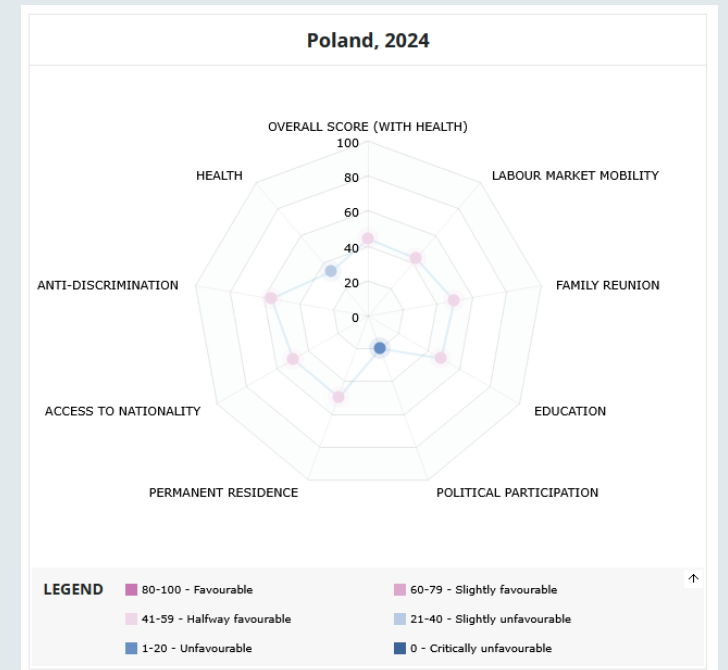 Poland, 2024
OVERALL SCORE (WITH HEALTH)
100
80
60
40
20
0
HEALTH
LABOUR MARKET MOBILITY
ANTI-DISCRIMINATION
FAMILY REUNION
ACCESS TO NATIONALITY
EDUCATION
PERMANENT RESIDENCE
POLITICAL PARTICIPATION
LEGEND
80-100 - Favourable
60-79 - Slightly favourable
41-59 - Halfway favourable
21-40 - Slightly unfavourable
1-20 - Unfavourable
0 - Critically unfavourable